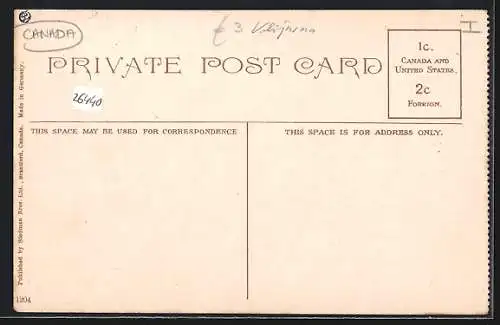 CANADA
3
I
PRIVATE POST CARD
1c.
CANADA AND
UNITED STATES.
2c
FOREIGN.
26440
THIS SPACE MAY BE USED FOR CORRESPONDENCE
THIS SPACE IS FOR ADDRESS ONLY.
Published by Stedman Bros. Ltd., Brantford, Canada. Made in Germany.
1204